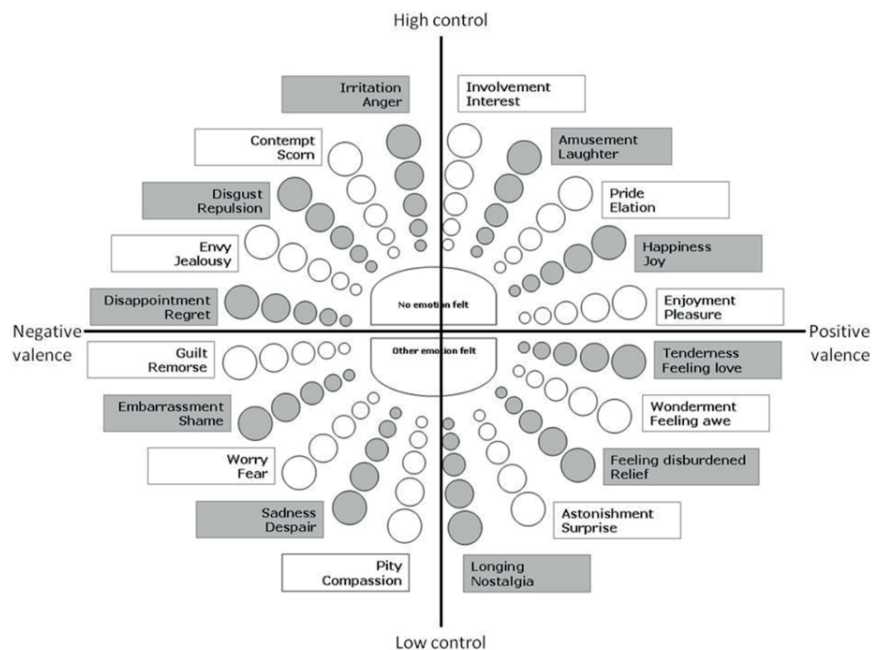 High control
Irritation
Anger
Involvement
Interest
Contempt
Scorn
Amusement
Laughter
Disgust
Repulsion
Pride
Elation
Envy
Jealousy
Happiness
Joy
Disappointment
Regret
No emotion felt
Enjoyment
Pleasure
Negative
valence
Positive
valence
Guilt
Remorse
Other emotion felt
Tenderness
Feeling love
Embarrassment
Shame
Wonderment
Feeling awe
Worry
Fear
Feeling disburdened
Relief
Sadness
Despair
Astonishment
Surprise
Pity
Compassion
Longing
Nostalgia
Low control